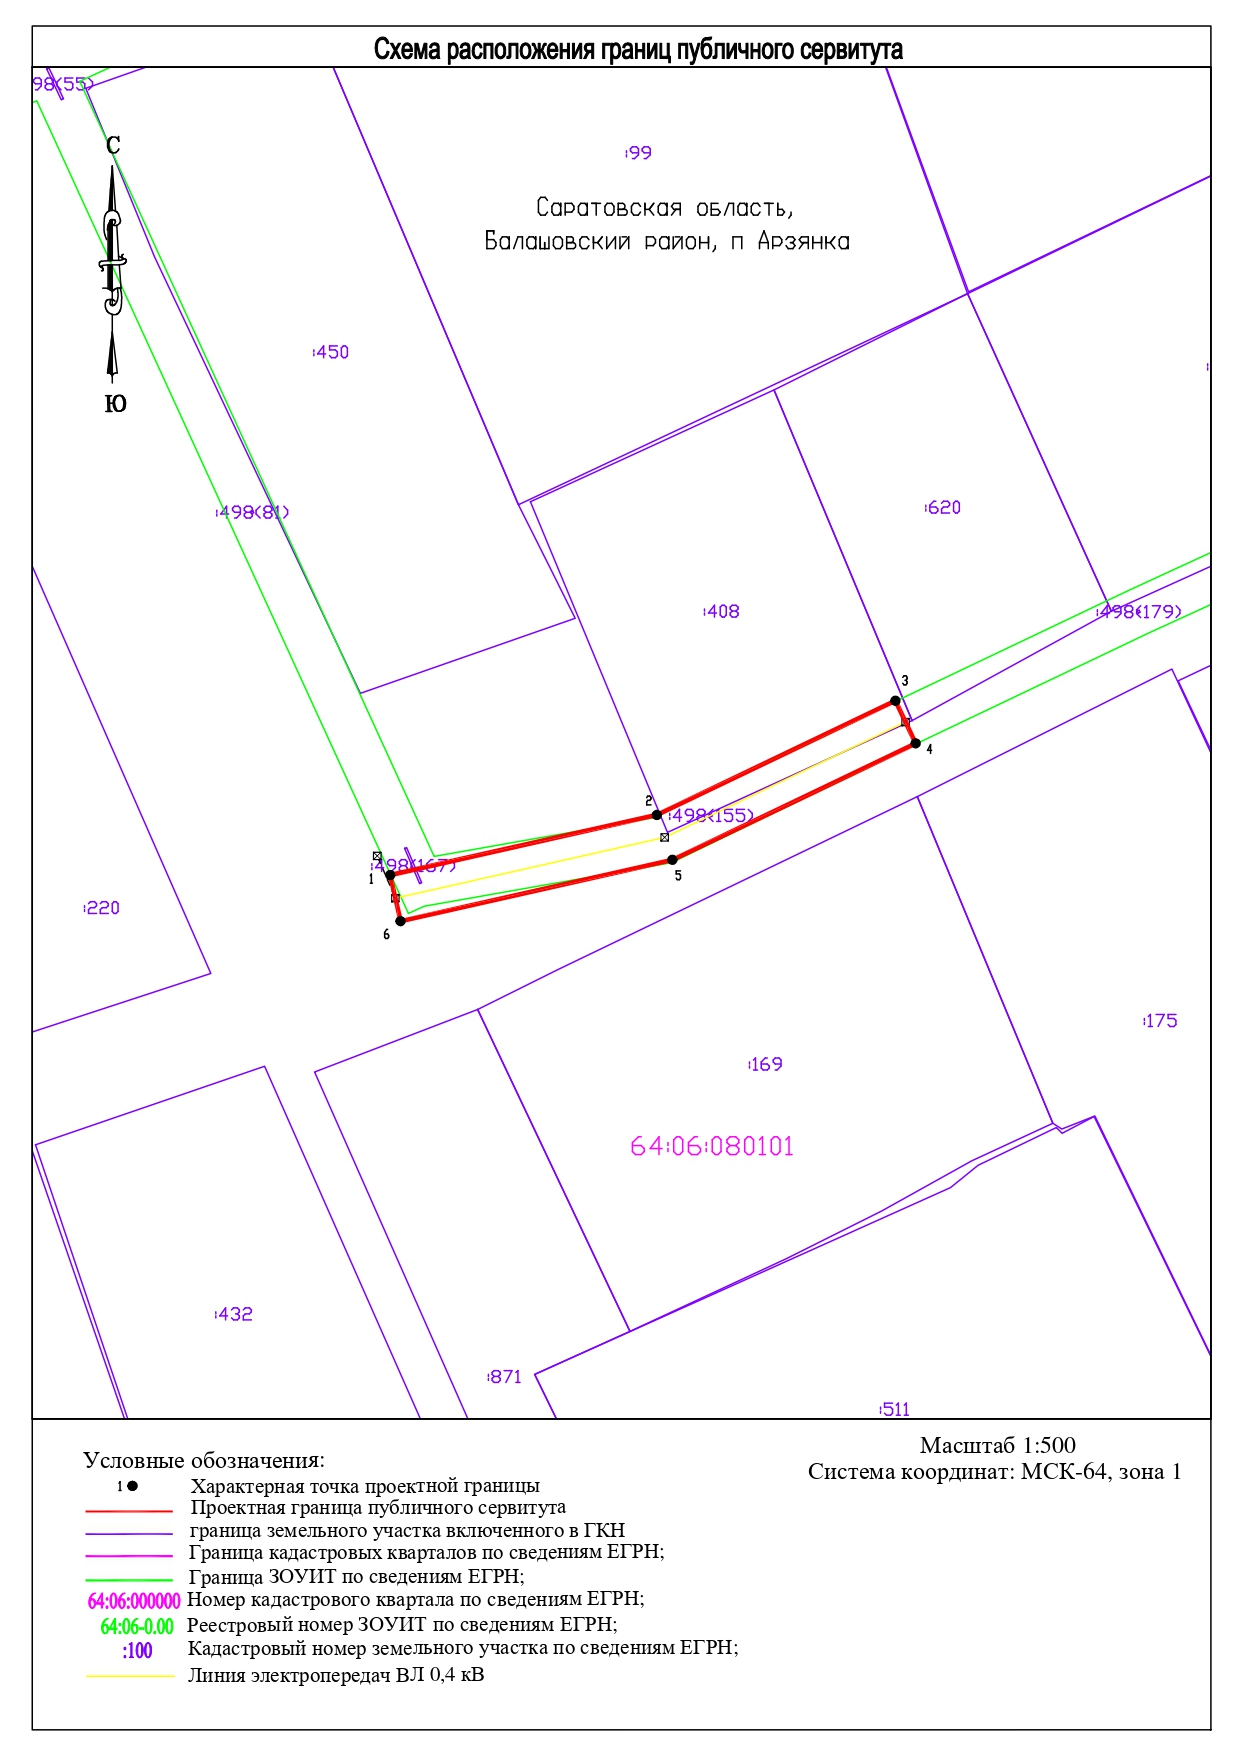 Схема расположения границ публичного сервитута
98(55)
С
:99
Саратовская область,
Балашовский район, п Арзянка
:450
Ю
:620
:498(81)
:408
:498(179)
3
4
2
:498(155)
:498(167)
1
5
6
:220
:175
:169
64:06:080101
:432
:871
:511
Масштаб 1:500
Система координат: МСК-64, зона 1
Условные обозначения:
1 Характерная точка проектной границы
Проектная граница публичного сервитута
граница земельного участка включенного в ГКН
Граница кадастровых кварталов по сведениям ЕГРН;
Граница ЗОУИТ по сведениям ЕГРН;
64:06:000000 Номер кадастрового квартала по сведениям ЕГРН;
64:06-0.00 Реестровый номер ЗОУИТ по сведениям ЕГРН;
:100 Кадастровый номер земельного участка по сведениям ЕГРН;
Линия электропередач ВЛ 0,4 кВ